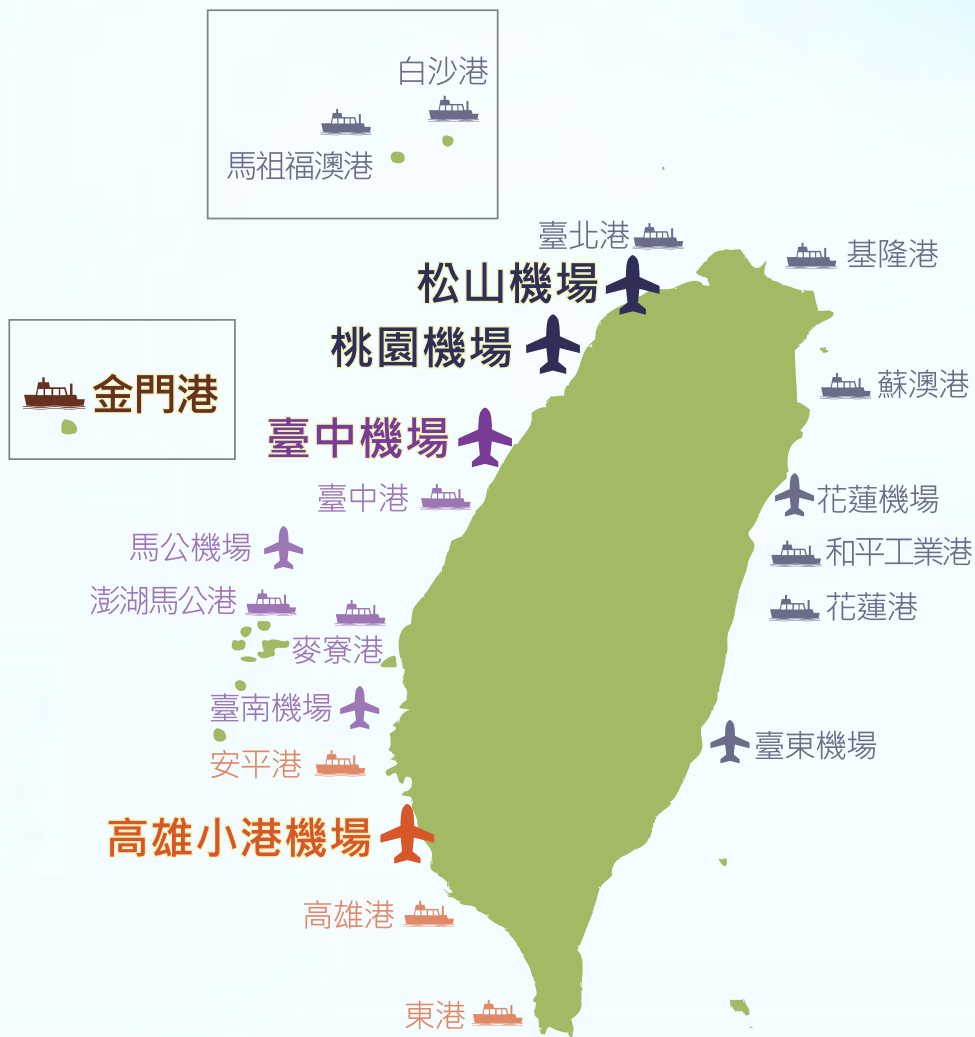 白沙港
馬祖福澳港
臺北港
基隆港
松山機場
桃園機場
金門港
蘇澳港
臺中機場
臺中港
花蓮機場
馬公機場
和平工業港
澎湖馬公港
花蓮港
麥寮港
臺南機場
臺東機場
安平港
高雄小港機場
高雄港
東港